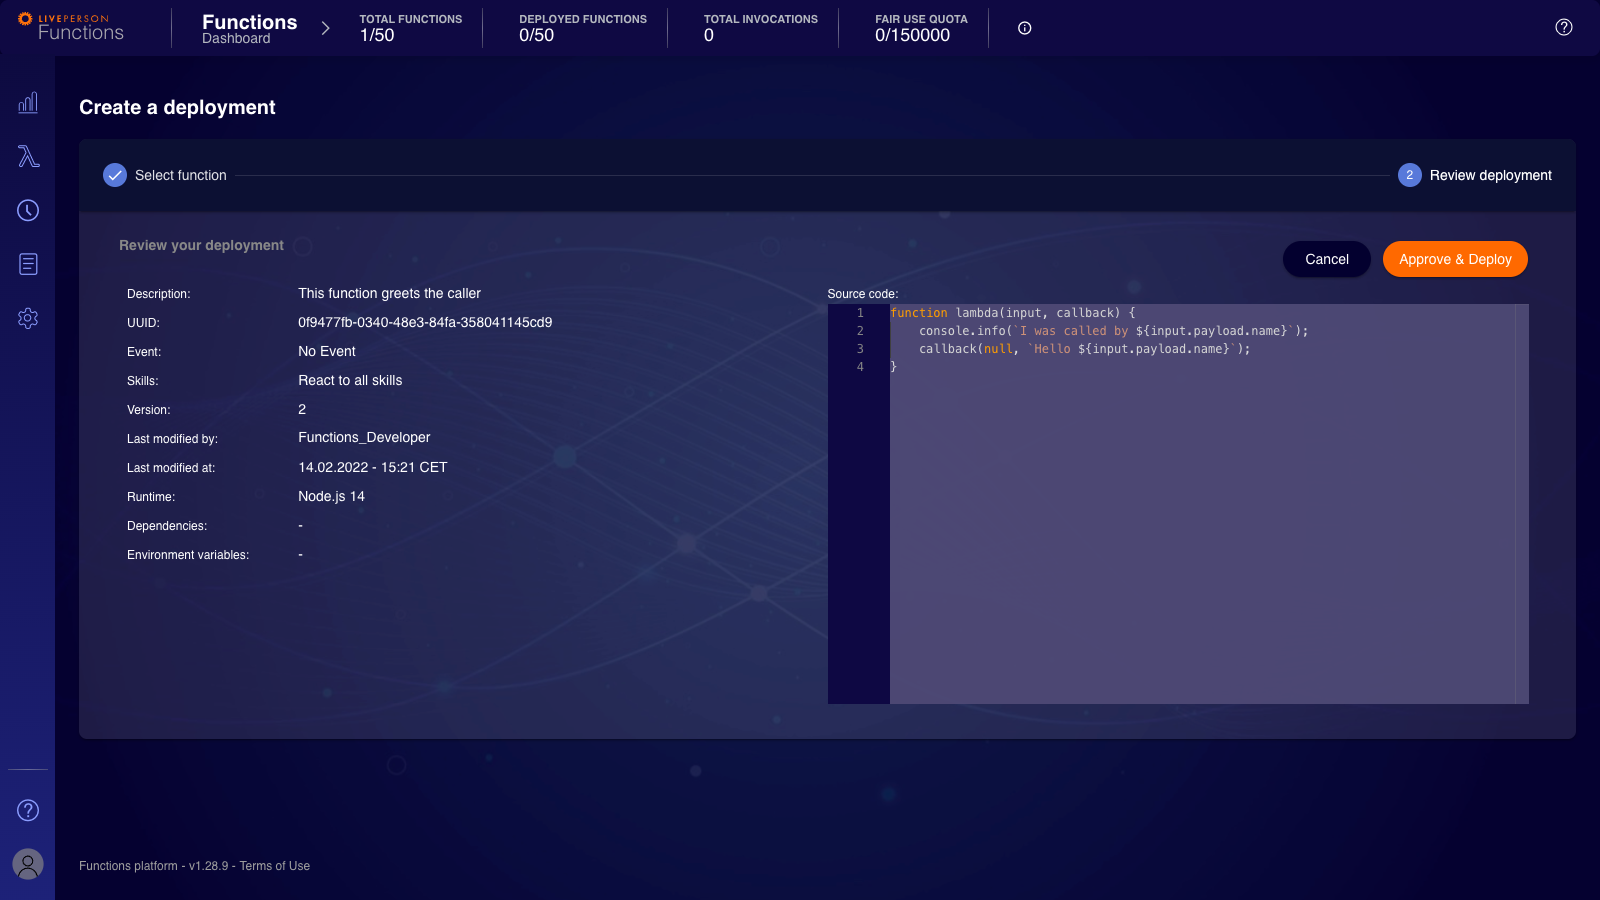 LIVEPERSON
Functions
Functions
Dashboard
TOTAL FUNCTIONS
1/50
DEPLOYED FUNCTIONS
0/50
TOTAL INVOCATIONS
0
FAIR USE QUOTA
0/150000
Create a deployment
Select function
2 Review deployment
Review your deployment
Cancel
Approve & Deploy
Description: This function greets the caller
UUID: 0f9477fb-0340-48e3-84fa-358041145cd9
Event: No Event
Skills: React to all skills
Version: 2
Last modified by: Functions_Developer
Last modified at: 14.02.2022 - 15:21 CET
Runtime: Node.js 14
Dependencies: -
Environment variables: -
Source code:
1 function lambda(input, callback) {
2     console.info(`I was called by ${input.payload.name}`);
3     callback(null, `Hello ${input.payload.name}`);
4 }
Functions platform - v1.28.9 - Terms of Use